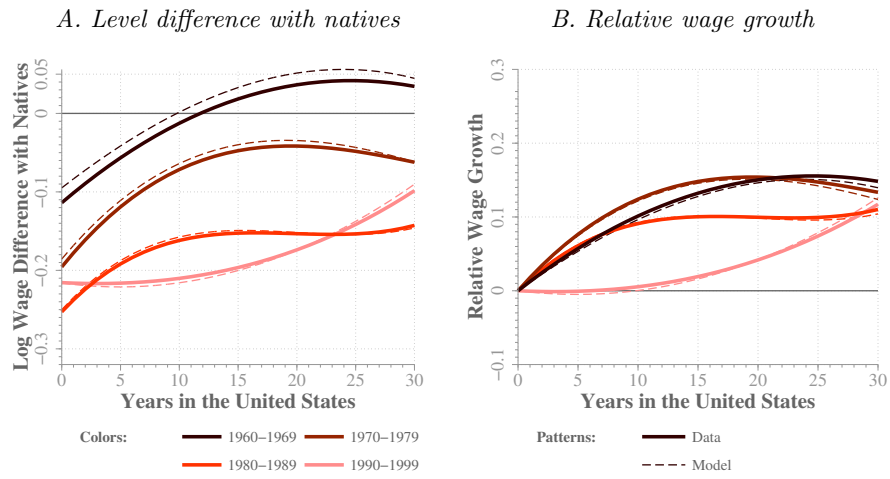 A. Level difference with natives
B. Relative wage growth
Log Wage Difference with Natives
0.05
0
−0.1
−0.2
−0.3
0
5
10
15
20
25
30
Years in the United States
Relative Wage Growth
0.3
0.2
0.1
0
−0.1
0
5
10
15
20
25
30
Years in the United States
Colors:
1960−1969
1970−1979
1980−1989
1990−1999
Patterns:
Data
Model